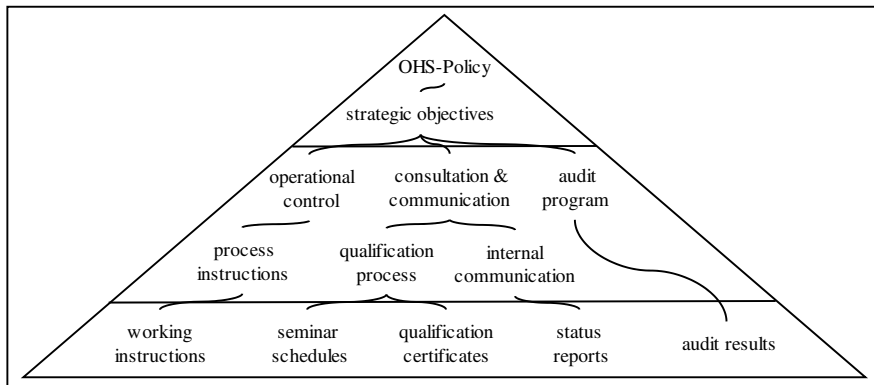 OHS-Policy
strategic objectives
operational
control
consultation &
communication
audit
program
process
instructions
qualification
process
internal
communication
working
instructions
seminar
schedules
qualification
certificates
status
reports
audit results